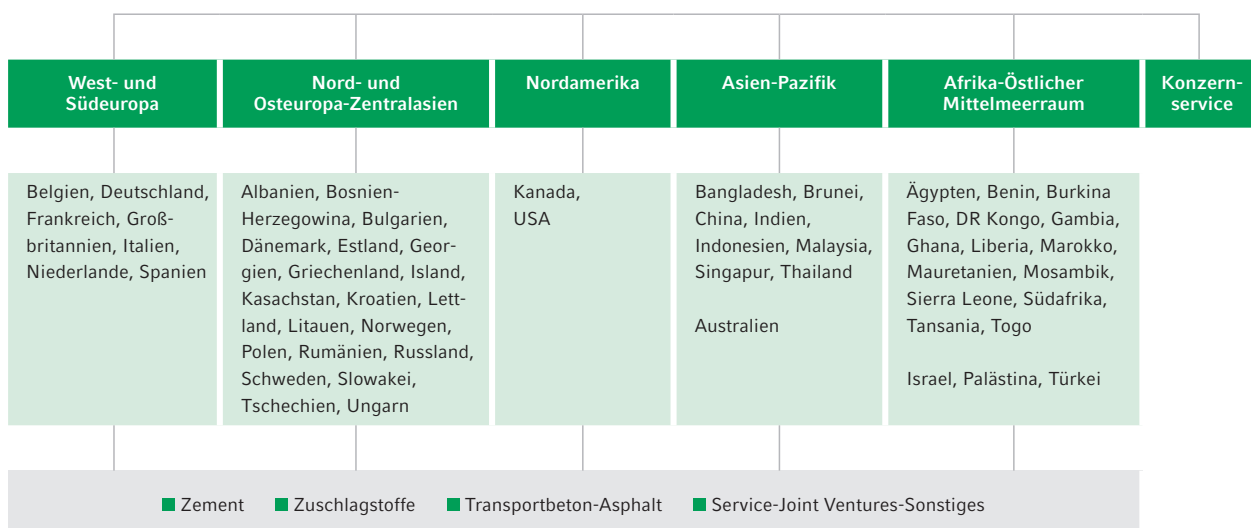 West- und
Südeuropa
Nord- und
Osteuropa-Zentralasien
Nordamerika
Asien-Pazifik
Afrika-Östlicher
Mittelmeerraum
Konzern-
service
Belgien, Deutschland,
Frankreich, Groß-
britannien, Italien,
Niederlande, Spanien
Albanien, Bosnien-
Herzegowina, Bulgarien,
Dänemark, Estland, Geor-
gien, Griechenland, Island,
Kasachstan, Kroatien, Lett-
land, Litauen, Norwegen,
Polen, Rumänien, Russland,
Schweden, Slowakei,
Tschechien, Ungarn
Kanada,
USA
Bangladesh, Brunei,
China, Indien,
Indonesien, Malaysia,
Singapur, Thailand
Australien
Ägypten, Benin, Burkina
Faso, DR Kongo, Gambia,
Ghana, Liberia, Marokko,
Mauretanien, Mosambik,
Sierra Leone, Südafrika,
Tansania, Togo
Israel, Palästina, Türkei
Zement
Zuschlagstoffe
Transportbeton-Asphalt
Service-Joint Ventures-Sonstiges